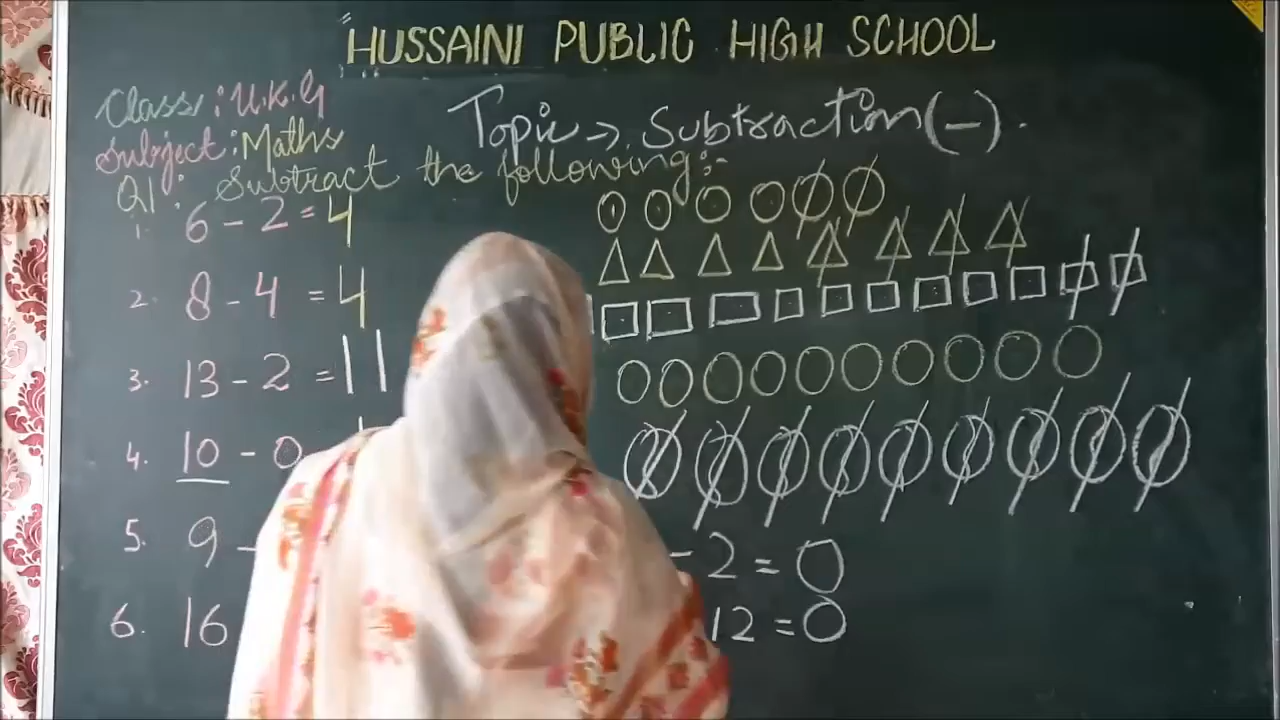 HUSSAINI PUBLIC HIGH SCHOOL
Class: U.K.G
Topic → Subtraction (−).
Subject: Maths
Q1: Subtract the following:-
1. 6 - 2 = 4
2. 8 - 4 = 4
3. 13 - 2 = 11
4. 10 - 0
5. 9 -
- 2 = 0
6. 16
12 = 0